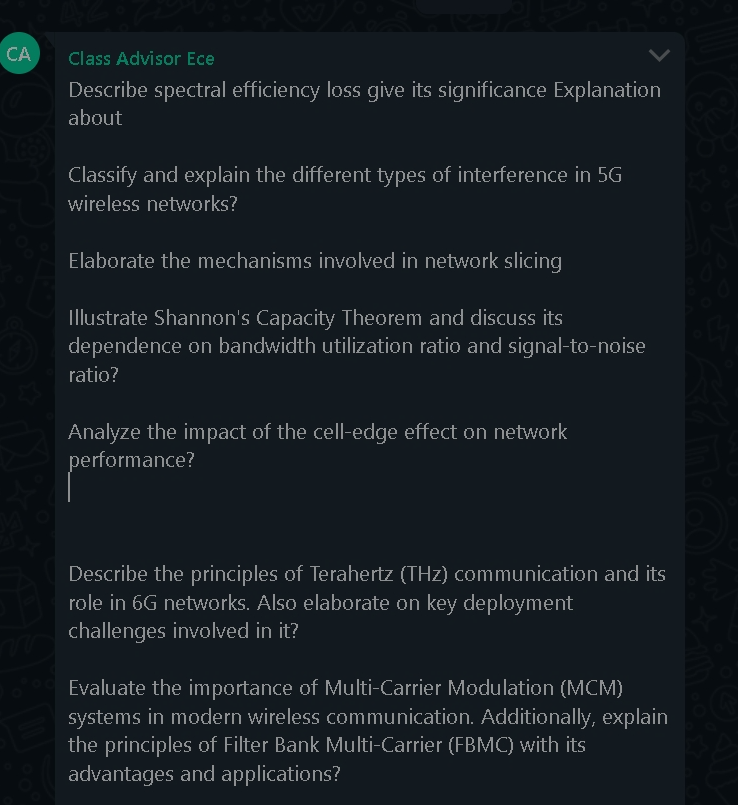 CA
Class Advisor Ece
Describe spectral efficiency loss give its significance Explanation
about
Classify and explain the different types of interference in 5G
wireless networks?
Elaborate the mechanisms involved in network slicing
Illustrate Shannon's Capacity Theorem and discuss its
dependence on bandwidth utilization ratio and signal-to-noise
ratio?
Analyze the impact of the cell-edge effect on network
performance?
Describe the principles of Terahertz (THz) communication and its
role in 6G networks. Also elaborate on key deployment
challenges involved in it?
Evaluate the importance of Multi-Carrier Modulation (MCM)
systems in modern wireless communication. Additionally, explain
the principles of Filter Bank Multi-Carrier (FBMC) with its
advantages and applications?